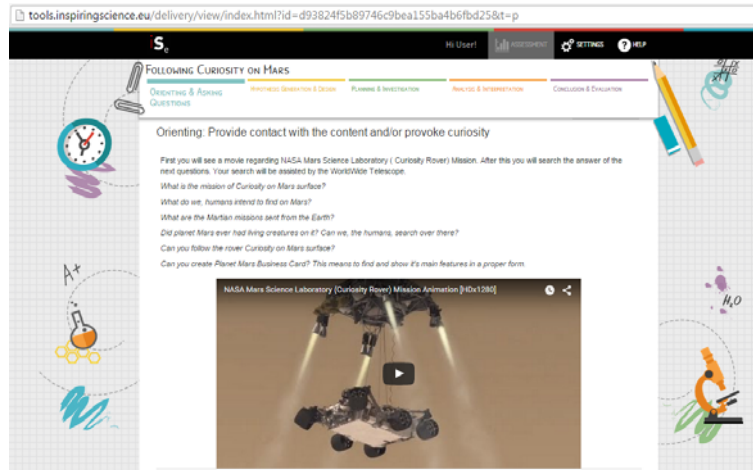 tools.inspiringscience.eu/delivery/view/index.html?id=d93824f5b89746c9bea155ba4b6fbd25&t=p
iSe
Hi User! ASSESSMENT SETTINGS ? HELP
FOLLOWING CURIOSITY ON MARS
ORIENTING & ASKING QUESTIONS
HYPOTHESIS GENERATION & DESIGN
PLANNING & INVESTIGATION
ANALYSIS & INTERPRETATION
CONCLUSION & EVALUATION
Orienting: Provide contact with the content and/or provoke curiosity
First you will see a movie regarding NASA Mars Science Laboratory ( Curiosity Rover) Mission. After this you will search the answer of the
next questions. Your search will be assisted by the WorldWide Telescope.
What is the mission of Curiosity on Mars surface?
What do we, humans intend to find on Mars?
What are the Martian missions sent from the Earth?
Did planet Mars ever had living creatures on it? Can we, the humans, search over there?
Can you follow the rover Curiosity on Mars surface?
Can you create Planet Mars Business Card? This means to find and show it's main features in a proper form.
NASA Mars Science Laboratory (Curiosity Rover) Mission Animation [HDx1280]
A+
H2O